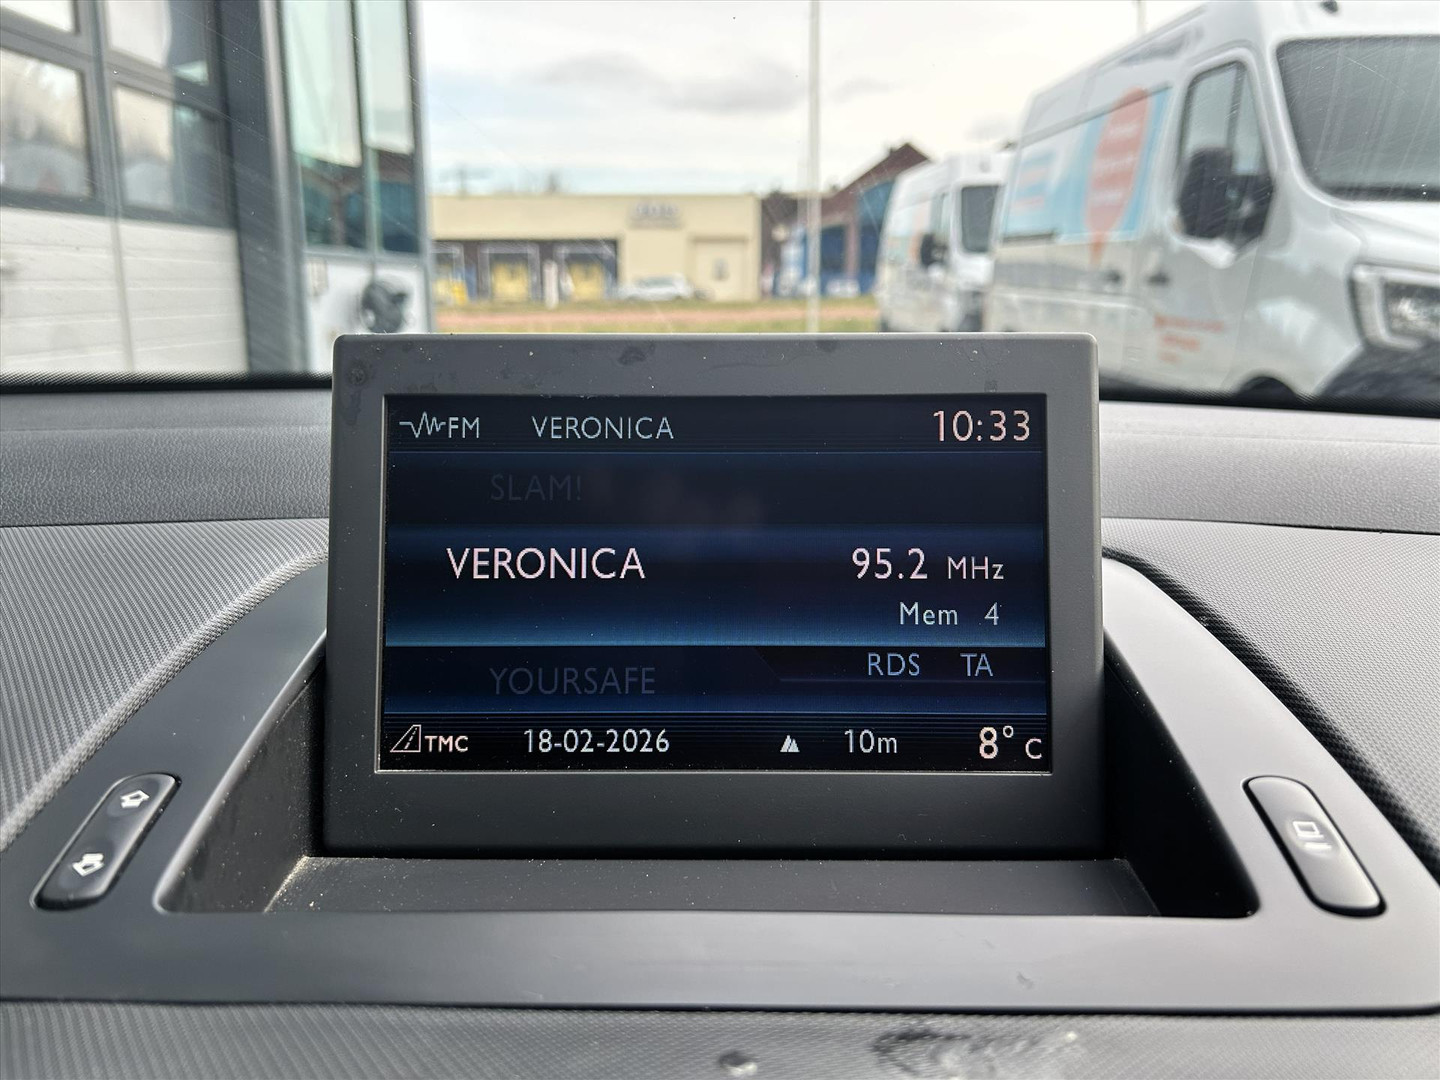 FM VERONICA 10:33
SLAM!
VERONICA 95.2 MHz
Mem 4
RDS TA
YOURSAFE
TMC 18-02-2026 10m 8° C